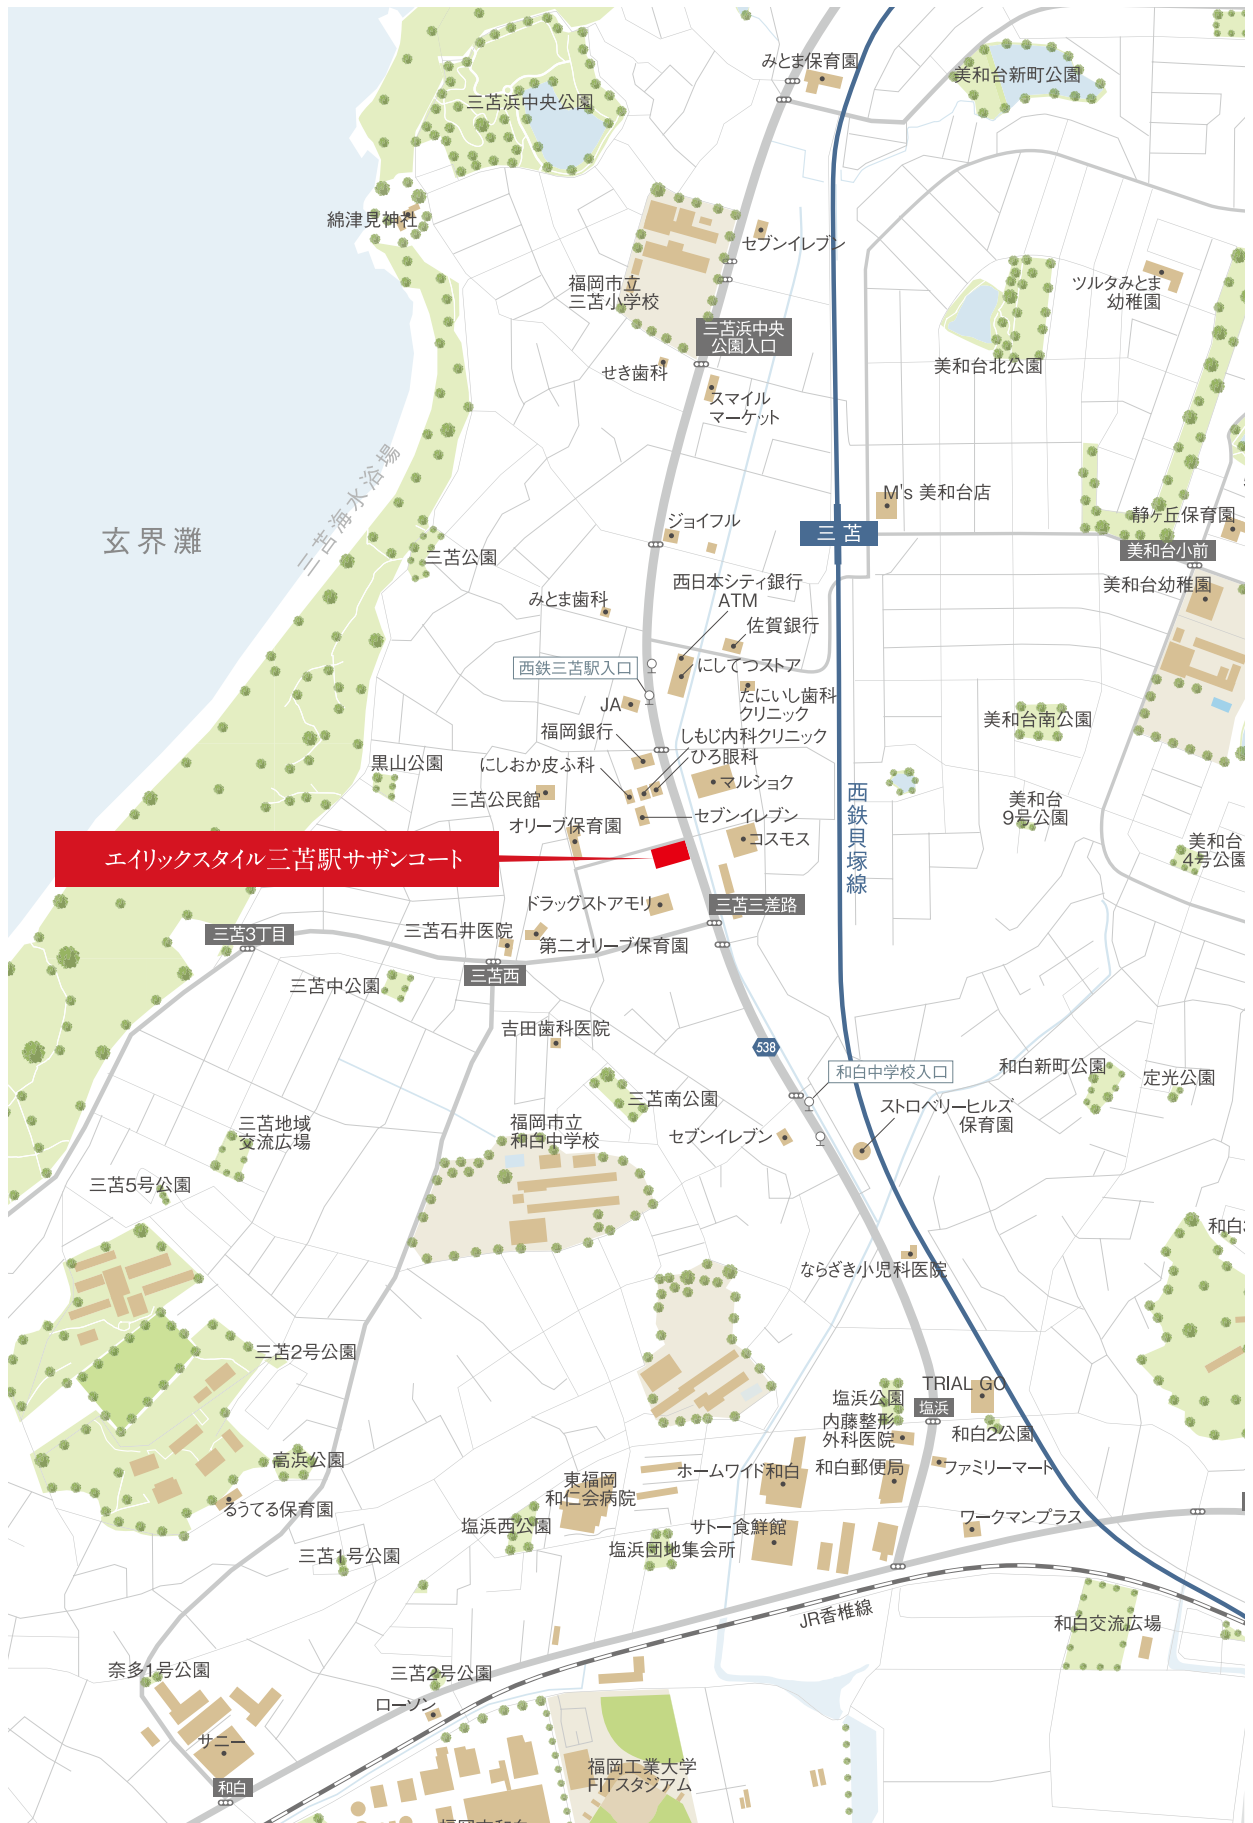 みとま保育園
美和台新町公園
三苫浜中央公園
綿津見神社
セブンイレブン
福岡市立
三苫小学校
ツルタみとま
幼稚園
三苫浜中央
公園入口
せき歯科
美和台北公園
スマイル
マーケット
三苫海水浴場
M's 美和台店
静ヶ丘保育園
玄界灘
ジョイフル
三苫
三苫公園
美和台小前
西日本シティ銀行
ATM
美和台幼稚園
みとま歯科
佐賀銀行
西鉄三苫駅入口
にしてつストア
JA
たにいし歯科
クリニック
美和台南公園
福岡銀行
しもじ内科クリニック
ひろ眼科
黒山公園
にしおか皮ふ科
マルショク
西鉄貝塚線
三苫公民館
美和台
9号公園
オリーブ保育園
セブンイレブン
コスモス
美和台
4号公園
エイリックスタイル三苫駅サザンコート
ドラッグストアモリ
三苫三差路
三苫3丁目
三苫石井医院
第二オリーブ保育園
三苫西
三苫中公園
吉田歯科医院
538
和白中学校入口
和白新町公園
定光公園
三苫南公園
ストロベリーヒルズ
保育園
三苫地域
交流広場
福岡市立
和白中学校
セブンイレブン
三苫5号公園
和白3
ならざき小児科医院
三苫2号公園
TRIAL GO
塩浜公園
塩浜
内藤整形
外科医院
和白2公園
高浜公園
ホームワイド和白
和白郵便局
ファミリーマート
東福岡
和仁会病院
るうてる保育園
塩浜西公園
サトー食鮮館
ワークマンプラス
塩浜団地集会所
三苫1号公園
JR香椎線
和白交流広場
奈多1号公園
三苫2号公園
ローソン
サニー
福岡工業大学
FITスタジアム
和白